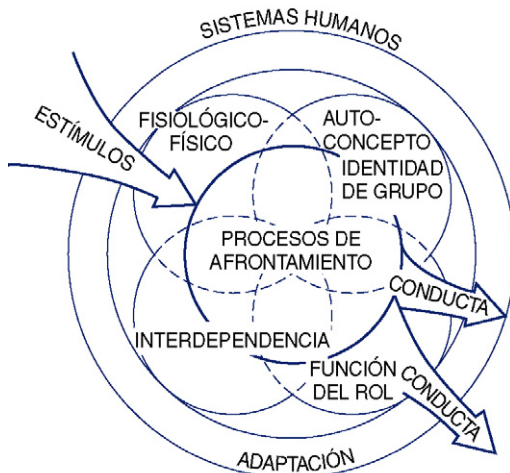 SISTEMAS HUMANOS
ESTÍMULOS
FISIOLÓGICO-
FÍSICO
AUTO-
CONCEPTO
IDENTIDAD
DE GRUPO
PROCESOS DE
AFRONTAMIENTO
CONDUCTA
INTERDEPENDENCIA
FUNCIÓN
DEL ROL
CONDUCTA
ADAPTACIÓN